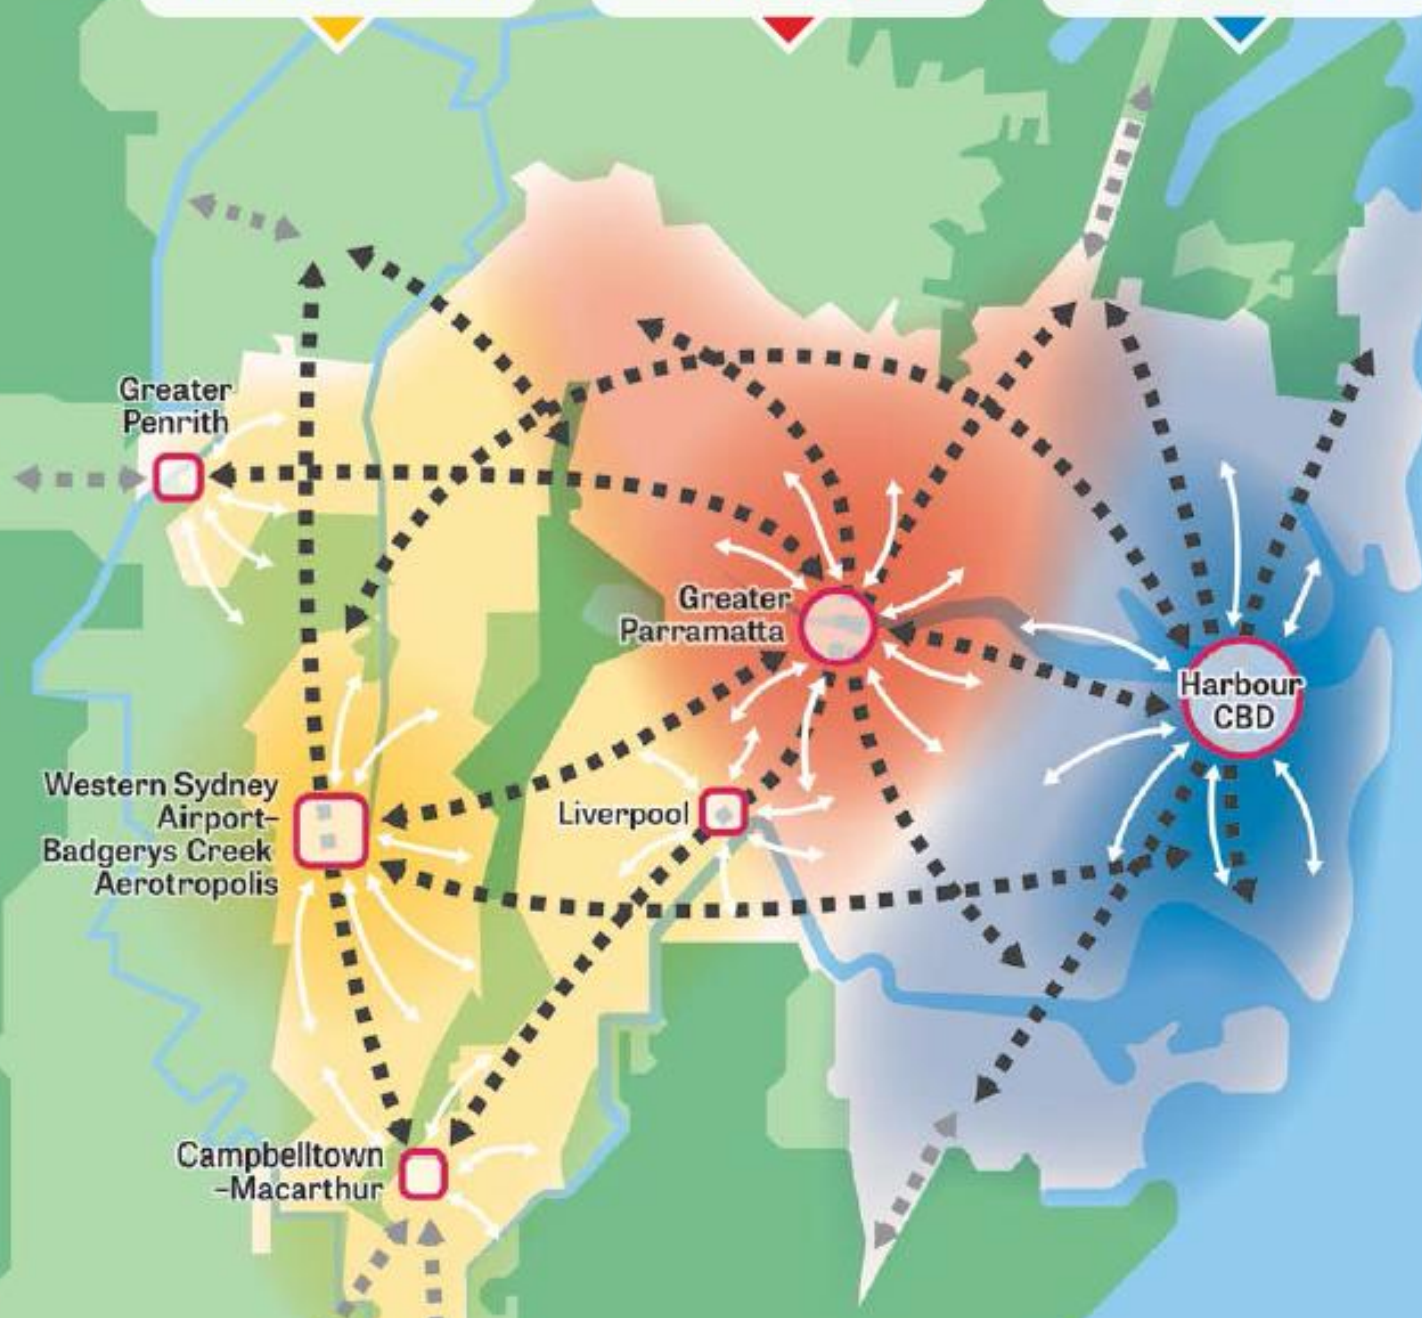 Greater
Penrith
Greater
Parramatta
Harbour
CBD
Western Sydney
Airport–
Badgerys Creek
Aerotropolis
Liverpool
Campbelltown
–Macarthur